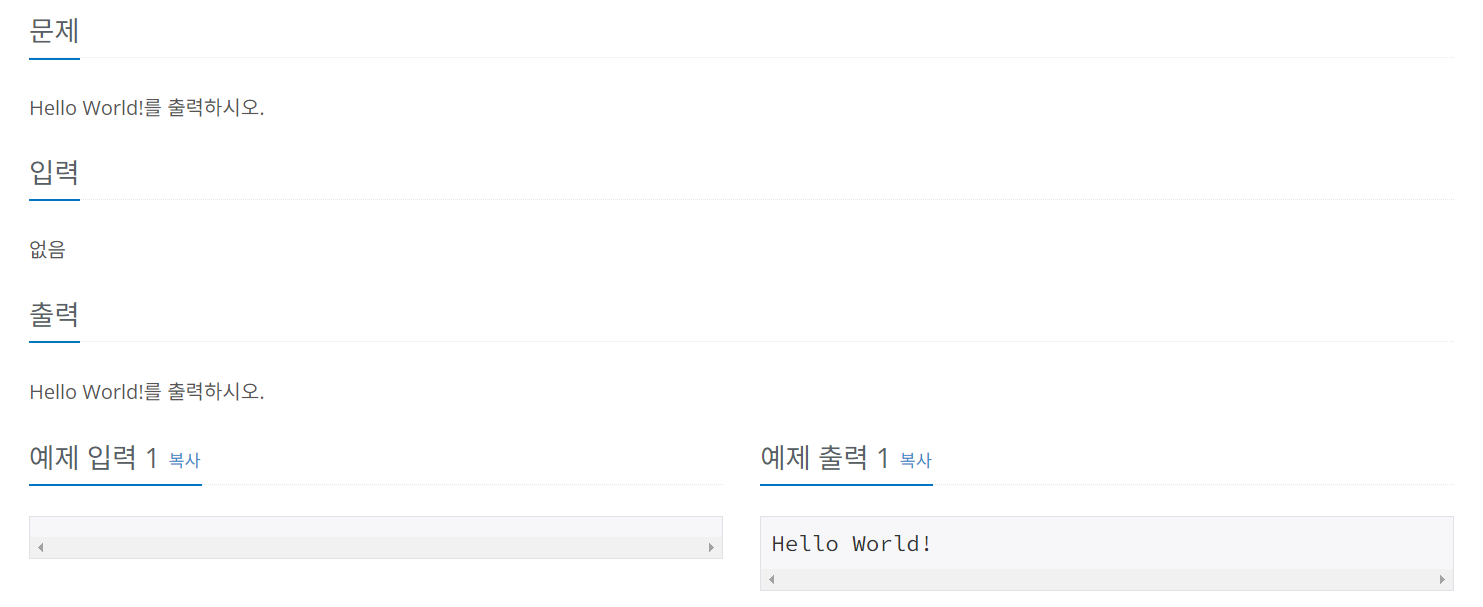 문제
Hello World!를 출력하시오.
입력
없음
출력
Hello World!를 출력하시오.
예제 입력 1 복사
예제 출력 1 복사
Hello World!